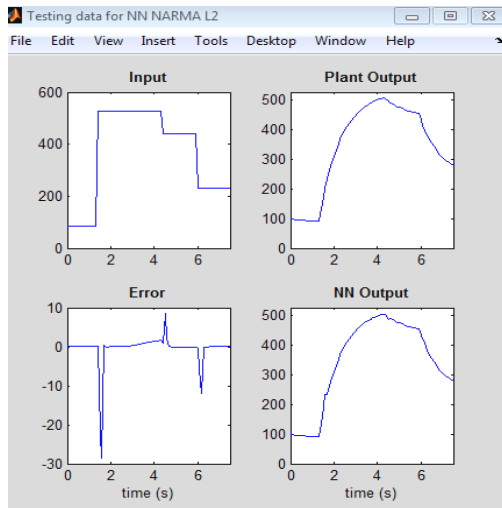 Testing data for NN NARMA L2
File Edit View Insert Tools Desktop Window Help
Input
600
400
200
0
0 2 4 6
Plant Output
500
400
300
200
100
0
0 2 4 6
Error
10
0
-10
-20
-30
0 2 4 6
time (s)
NN Output
500
400
300
200
100
0
0 2 4 6
time (s)